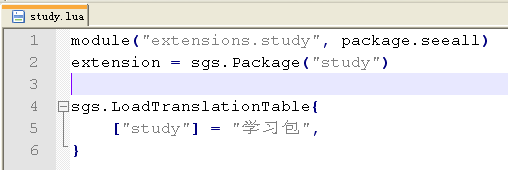 study.lua
1 module("extensions.study", package.seeall)
2 extension = sgs.Package("study")
3
4 sgs.LoadTranslationTable{
5 ["study"] = "学习包",
6 }